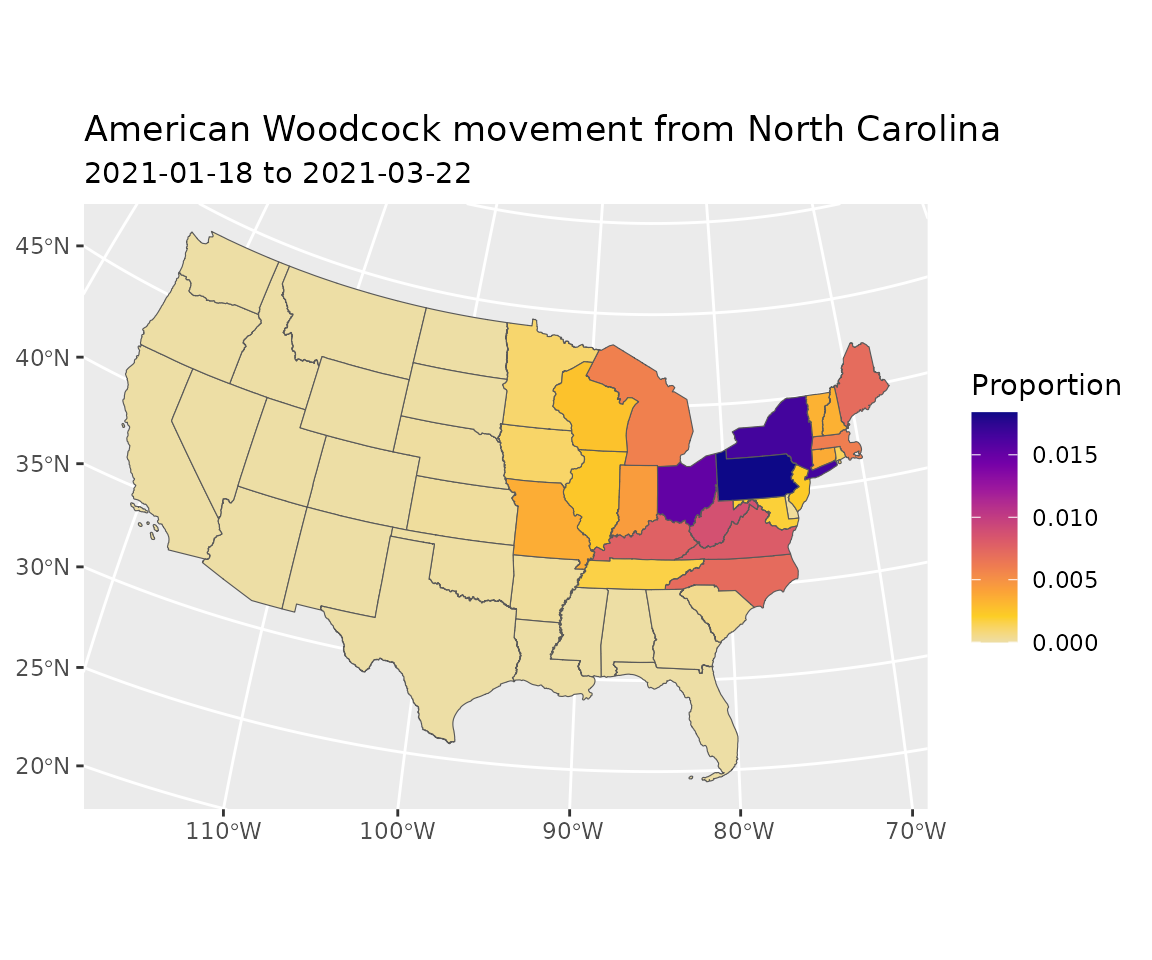 American Woodcock movement from North Carolina
2021-01-18 to 2021-03-22
45°N
40°N
35°N
30°N
25°N
20°N
110°W 100°W 90°W 80°W 70°W
Proportion
0.015
0.010
0.005
0.000